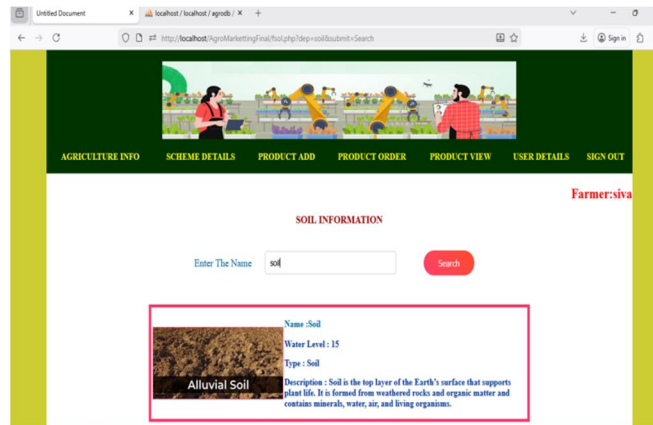 Untitled Document
localhost / localhost / agrodb /
http://localhost/AgroMarkettingFinal/fsol.php?dep=soil&submit=Search
Sign in
AGRICULTURE INFO SCHEME DETAILS PRODUCT ADD PRODUCT ORDER PRODUCT VIEW USER DETAILS SIGN OUT
Farmer:siva
SOIL INFORMATION
Enter The Name soil Search
Name :Soil
Water Level : 15
Type : Soil
Alluvial Soil
Description : Soil is the top layer of the Earth's surface that supports
plant life. It is formed from weathered rocks and organic matter and
contains minerals, water, air, and living organisms.